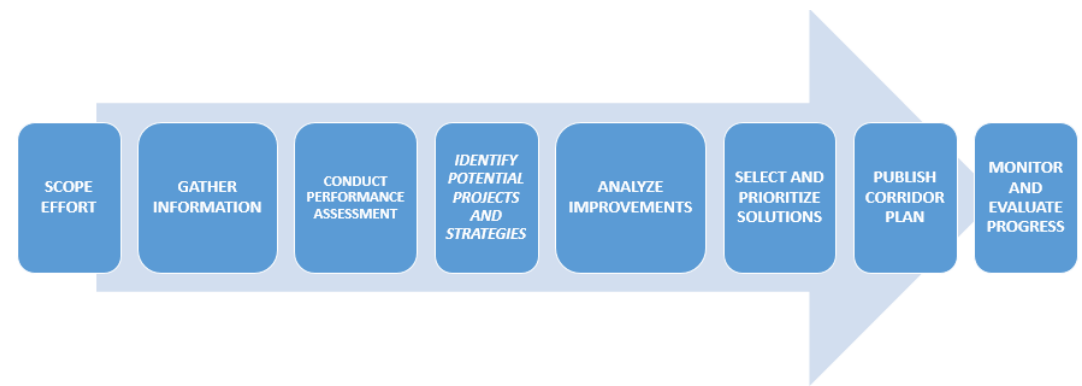 SCOPE
EFFORT
GATHER
INFORMATION
CONDUCT
PERFORMANCE
ASSESSMENT
IDENTIFY
POTENTIAL
PROJECTS
AND
STRATEGIES
ANALYZE
IMPROVEMENTS
SELECT AND
PRIORITIZE
SOLUTIONS
PUBLISH
CORRIDOR
PLAN
MONITOR
AND
EVALUATE
PROGRESS